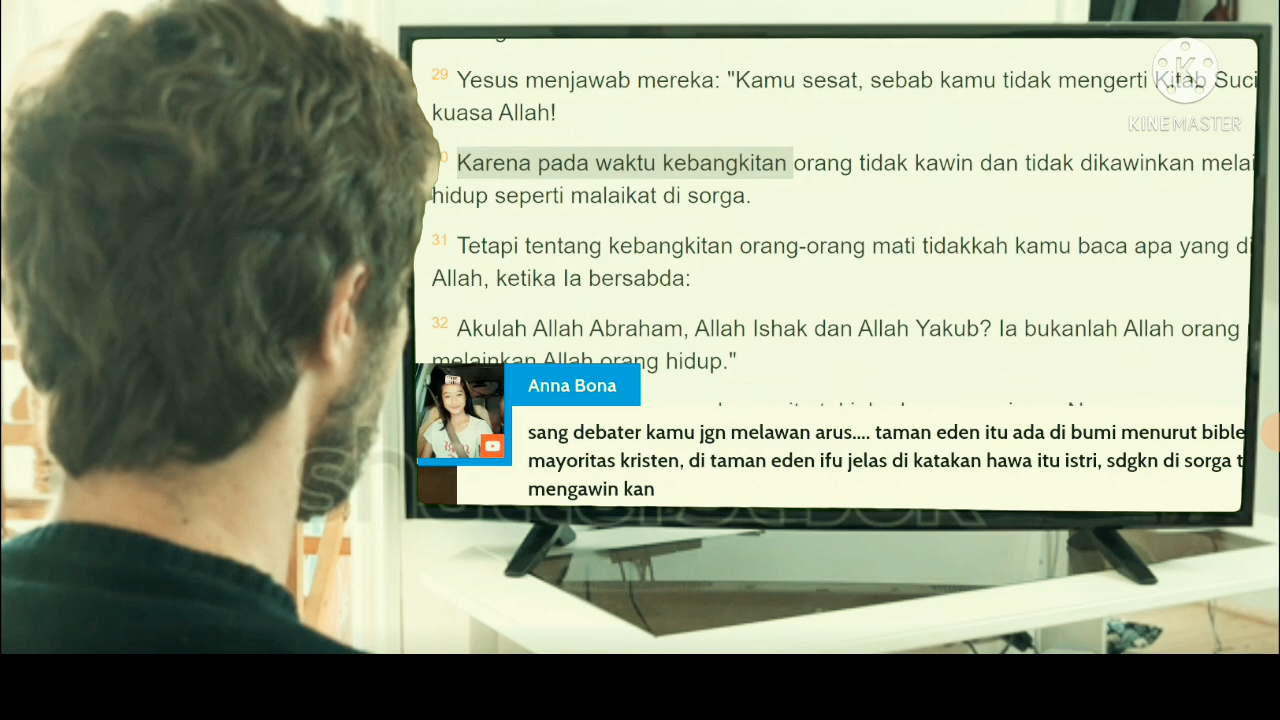 29 Yesus menjawab mereka: "Kamu sesat, sebab kamu tidak mengerti Kitab Suci
kuasa Allah!
KINEMASTER
Karena pada waktu kebangkitan orang tidak kawin dan tidak dikawinkan
hidup seperti malaikat di sorga.
31 Tetapi tentang kebangkitan orang-orang mati tidakkah kamu baca apa yang
Allah, ketika Ia bersabda:
32 Akulah Allah Abraham, Allah Ishak dan Allah Yakub? Ia bukanlah Allah orang
melainkan Allah orang hidup."
Anna Bona
sang debater kamu jgn melawan arus.... taman eden itu ada di bumi menurut bible
mayoritas kristen, di taman eden ifu jelas di katakan hawa itu istri, sdgkn di sorga
mengawin kan